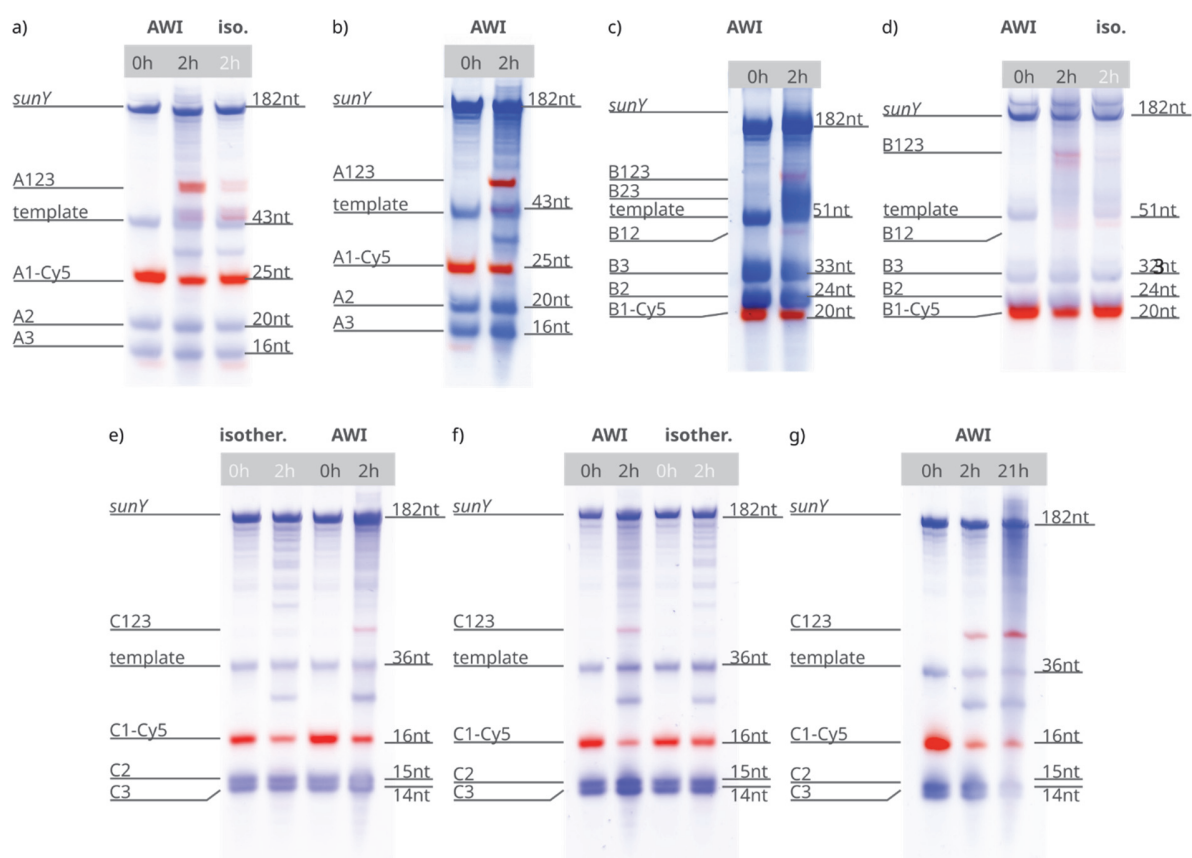 a) AWI iso. b) AWI c) AWI d) AWI iso.
0h 2h 2h 0h 2h 0h 2h 0h 2h 2h
sunY 182nt sunY 182nt sunY 182nt sunY 182nt
A123 A123 B123 B123
B23
template 43nt template 43nt template 51nt template 51nt
B12 B12
A1-Cy5 25nt A1-Cy5 25nt B3 33nt B3
A2 20nt A2 20nt B2 24nt B2 24nt
A3 16nt A3 16nt B1-Cy5 20nt B1-Cy5 20nt
e) isother. AWI f) AWI isother. g) AWI
0h 2h 0h 2h 0h 2h 0h 2h 0h 2h 21h
sunY 182nt sunY 182nt sunY 182nt
C123 C123 C123
template 36nt template 36nt template 36nt
C1-Cy5 16nt C1-Cy5 16nt C1-Cy5 16nt
C2 15nt C2 15nt C2 15nt
C3 14nt C3 14nt C3 14nt